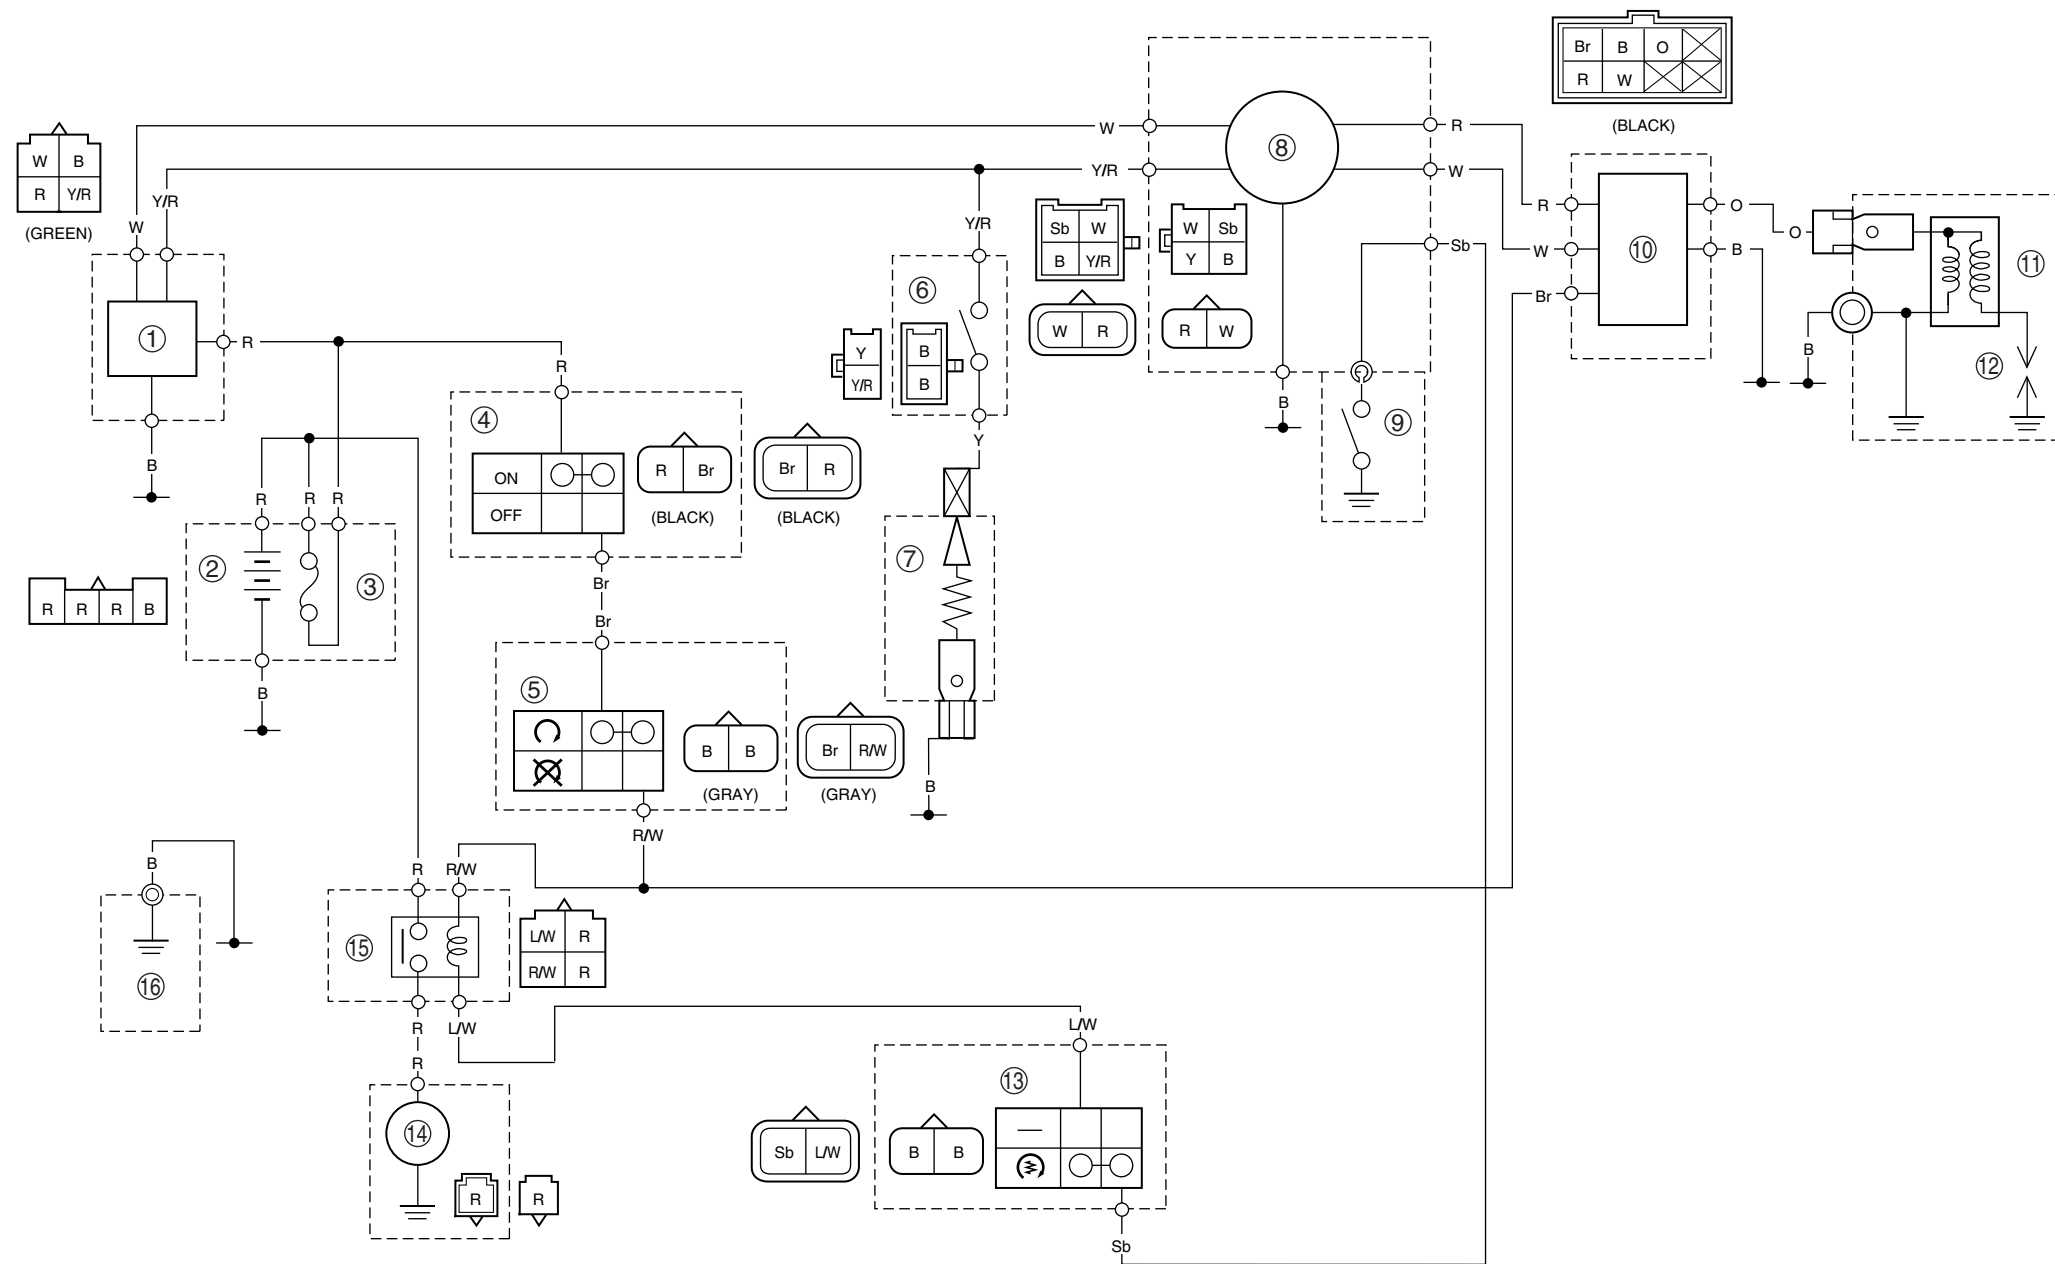 Br B O
R W
(BLACK)
W B
R Y/R
(GREEN)
W
Y/R
W
Y/R
⑧
R
W
Sb
Y/R
Sb W
B Y/R
W Sb
Y B
W R
R W
R
W
Br
⑩
O
B
O
⑪
B
⑫
①
R
R
B
④
ON
OFF
R Br
(BLACK)
Br R
(BLACK)
⑥
Y
Y/R
B
B
Y
B
⑨
R
R
R
②
③
R R R B
B
Br
Br
⑦
⑤
B B
(GRAY)
Br R/W
(GRAY)
B
R/W
B
⑯
R
R/W
⑮
L/W R
R/W R
R
L/W
R
⑭
R
R
L/W
⑬
Sb L/W
B B
—
Sb